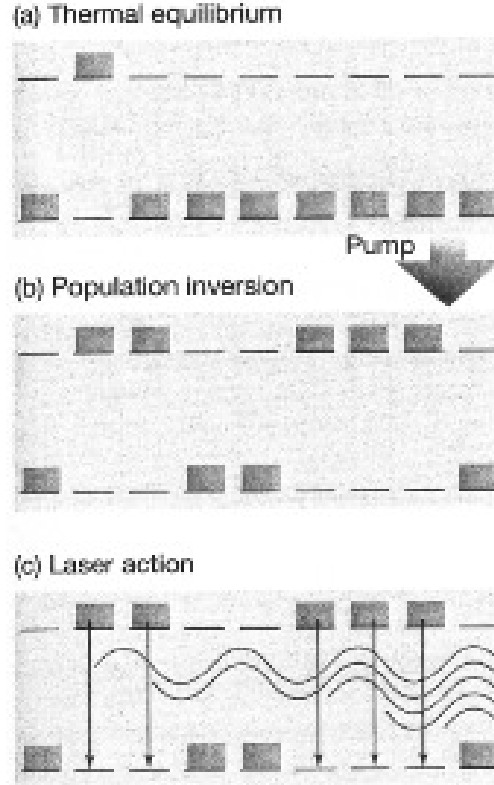 (a) Thermal equilibrium
Pump
(b) Population inversion
(c) Laser action